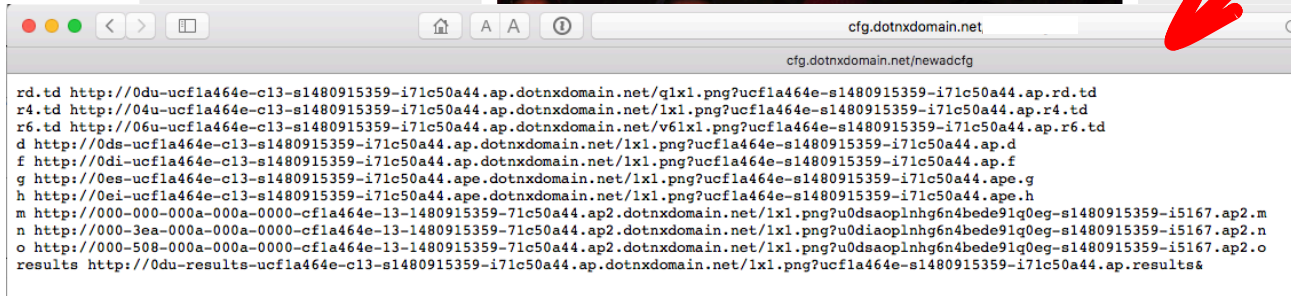 A A
cfg.dotnxdomain.net
cfg.dotnxdomain.net/newadcfg
rd.td http://0du-ucf1a464e-c13-s1480915359-i71c50a44.ap.dotnxdomain.net/q1x1.png?ucf1a464e-s1480915359-i71c50a44.ap.rd.td
r4.td http://04u-ucf1a464e-c13-s1480915359-i71c50a44.ap.dotnxdomain.net/1x1.png?ucf1a464e-s1480915359-i71c50a44.ap.r4.td
r6.td http://06u-ucf1a464e-c13-s1480915359-i71c50a44.ap.dotnxdomain.net/v61x1.png?ucf1a464e-s1480915359-i71c50a44.ap.r6.td
d http://0ds-ucf1a464e-c13-s1480915359-i71c50a44.ap.dotnxdomain.net/1x1.png?ucf1a464e-s1480915359-i71c50a44.ap.d
f http://0di-ucf1a464e-c13-s1480915359-i71c50a44.ap.dotnxdomain.net/1x1.png?ucf1a464e-s1480915359-i71c50a44.ap.f
g http://0es-ucf1a464e-c13-s1480915359-i71c50a44.ape.dotnxdomain.net/1x1.png?ucf1a464e-s1480915359-i71c50a44.ape.g
h http://0ei-ucf1a464e-c13-s1480915359-i71c50a44.ape.dotnxdomain.net/1x1.png?ucf1a464e-s1480915359-i71c50a44.ape.h
m http://000-000-000a-000a-0000-cf1a464e-13-1480915359-71c50a44.ap2.dotnxdomain.net/1x1.png?u0dsaoplnhg6n4bede91q0eg-s1480915359-i5167.ap2.m
n http://000-3ea-000a-000a-0000-cf1a464e-13-1480915359-71c50a44.ap2.dotnxdomain.net/1x1.png?u0diaoplnhg6n4bede91q0eg-s1480915359-i5167.ap2.n
o http://000-508-000a-000a-0000-cf1a464e-13-1480915359-71c50a44.ap2.dotnxdomain.net/1x1.png?u0dsaoplnhg6n4bede91q0eg-s1480915359-i5167.ap2.o
results http://0du-results-ucf1a464e-c13-s1480915359-i71c50a44.ap.dotnxdomain.net/1x1.png?ucf1a464e-s1480915359-i71c50a44.ap.results&